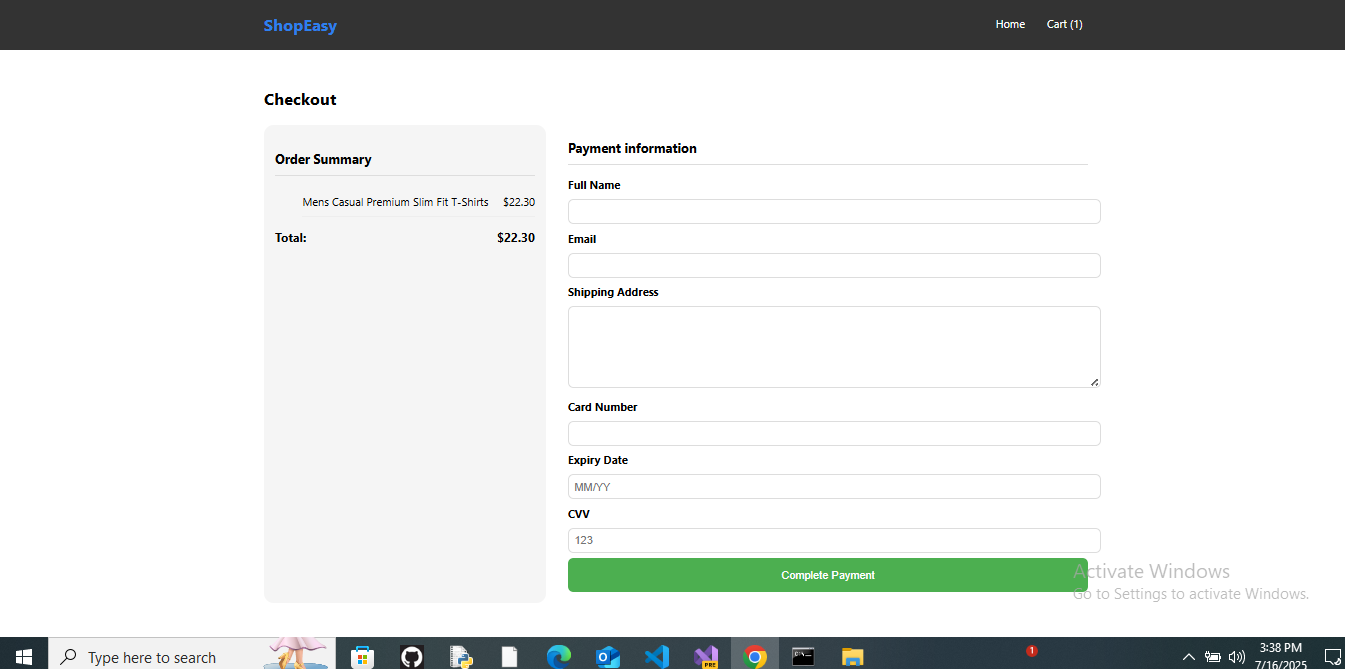 ShopEasy
Home
Cart (1)
Checkout
Order Summary
Mens Casual Premium Slim Fit T-Shirts $22.30
Total: $22.30
Payment information
Full Name
Email
Shipping Address
Card Number
Expiry Date
MM/YY
CVV
123
Complete Payment
Activate Windows
Go to Settings to activate Windows.
Type here to search
PRE
1
3:38 PM
7/16/2025